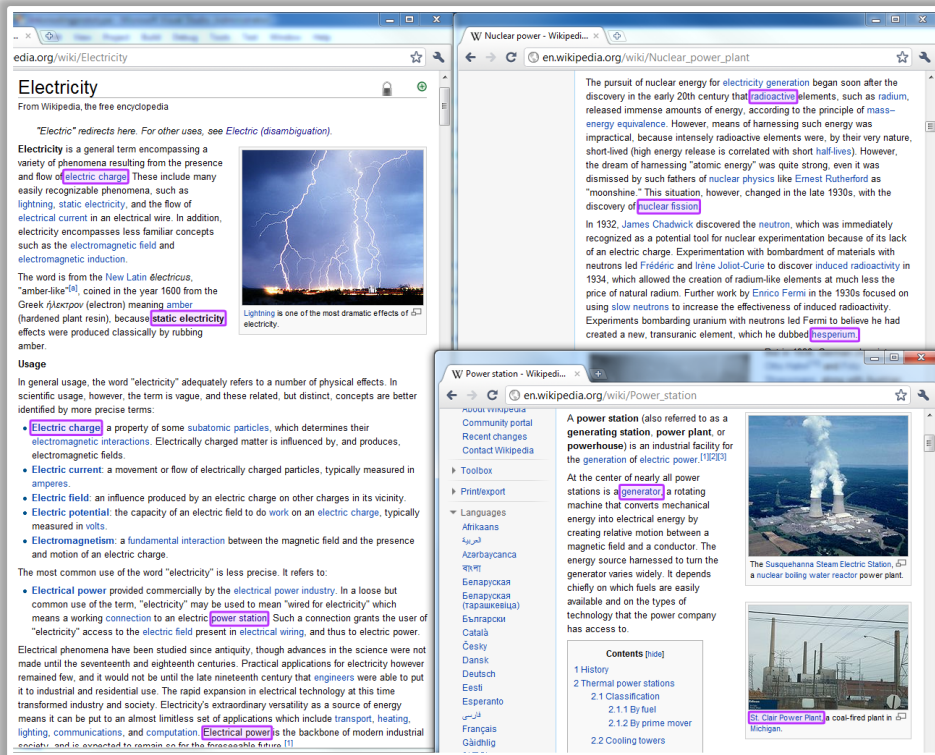 edia.org/wiki/Electricity
Electricity
From Wikipedia, the free encyclopedia
"Electric" redirects here. For other uses, see Electric (disambiguation).
Electricity is a general term encompassing a
variety of phenomena resulting from the presence
and flow of electric charge. These include many
easily recognizable phenomena, such as
lightning, static electricity, and the flow of
electrical current in an electrical wire. In addition,
electricity encompasses less familiar concepts
such as the electromagnetic field and
electromagnetic induction.
The word is from the New Latin ēlectricus,
"amber-like"[a], coined in the year 1600 from the
Greek ήλεκτρον (electron) meaning amber
(hardened plant resin), because static electricity
effects were produced classically by rubbing
amber.
Lightning is one of the most dramatic effects of
electricity.
Usage
In general usage, the word "electricity" adequately refers to a number of physical effects. In
scientific usage, however, the term is vague, and these related, but distinct, concepts are better
identified by more precise terms:
• Electric charge: a property of some subatomic particles, which determines their
electromagnetic interactions. Electrically charged matter is influenced by, and produces,
electromagnetic fields.
• Electric current: a movement or flow of electrically charged particles, typically measured in
amperes.
• Electric field: an influence produced by an electric charge on other charges in its vicinity.
• Electric potential: the capacity of an electric field to do work on an electric charge, typically
measured in volts.
• Electromagnetism: a fundamental interaction between the magnetic field and the presence
and motion of an electric charge.
The most common use of the word "electricity" is less precise. It refers to:
• Electrical power provided commercially by the electrical power industry. In a loose but
common use of the term, "electricity" may be used to mean "wired for electricity" which
means a working connection to an electric power station. Such a connection grants the user of
"electricity" access to the electric field present in electrical wiring, and thus to electric power.
Electrical phenomena have been studied since antiquity, though advances in the science were not
made until the seventeenth and eighteenth centuries. Practical applications for electricity however
remained few, and it would not be until the late nineteenth century that engineers were able to put
it to industrial and residential use. The rapid expansion in electrical technology at this time
transformed industry and society. Electricity's extraordinary versatility as a source of energy
means it can be put to an almost limitless set of applications which include transport, heating,
lighting, communications, and computation. Electrical power is the backbone of modern industrial
society, and is expected to remain so for the foreseeable future.[1]
Nuclear power - Wikipedi...
en.wikipedia.org/wiki/Nuclear_power_plant
The pursuit of nuclear energy for electricity generation began soon after the
discovery in the early 20th century that radioactive elements, such as radium,
released immense amounts of energy, according to the principle of mass–
energy equivalence. However, means of harnessing such energy was
impractical, because intensely radioactive elements were, by their very nature,
short-lived (high energy release is correlated with short half-lives). However,
the dream of harnessing "atomic energy" was quite strong, even it was
dismissed by such fathers of nuclear physics like Ernest Rutherford as
"moonshine." This situation, however, changed in the late 1930s, with the
discovery of nuclear fission.
In 1932, James Chadwick discovered the neutron, which was immediately
recognized as a potential tool for nuclear experimentation because of its lack
of an electric charge. Experimentation with bombardment of materials with
neutrons led Frédéric and Irène Joliot-Curie to discover induced radioactivity in
1934, which allowed the creation of radium-like elements at much less the
price of natural radium. Further work by Enrico Fermi in the 1930s focused on
using slow neutrons to increase the effectiveness of induced radioactivity.
Experiments bombarding uranium with neutrons led Fermi to believe he had
created a new, transuranic element, which he dubbed hesperium.
Power station - Wikipedi...
en.wikipedia.org/wiki/Power_station
About Wikipedia
Community portal
Recent changes
Contact Wikipedia
Toolbox
Print/export
Languages
Afrikaans
العربية
Azərbaycanca
বাংলা
Беларуская
Беларуская
(тарашкевіца)
Български
Català
Česky
Dansk
Deutsch
Eesti
Esperanto
فارسی
Français
Gàidhlig
A power station (also referred to as a
generating station, power plant, or
powerhouse) is an industrial facility for
the generation of electric power.[1][2][3]
At the center of nearly all power
stations is a generator, a rotating
machine that converts mechanical
energy into electrical energy by
creating relative motion between a
magnetic field and a conductor. The
energy source harnessed to turn the
generator varies widely. It depends
chiefly on which fuels are easily
available and on the types of
technology that the power company
has access to.
Contents [hide]
1 History
2 Thermal power stations
2.1 Classification
2.1.1 By fuel
2.1.2 By prime mover
2.2 Cooling towers
The Susquehanna Steam Electric Station,
a nuclear boiling water reactor power plant.
St. Clair Power Plant, a coal-fired plant in
Michigan.